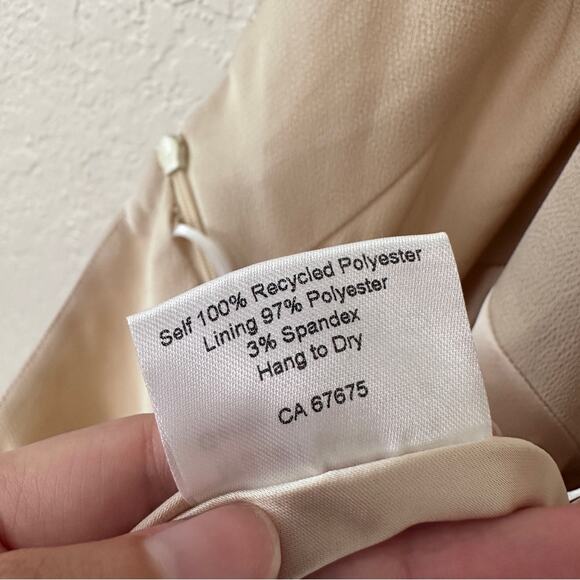 Self 100% Recycled Polyester
Lining 97% Polyester
3% Spandex
Hang to Dry
CA 67675